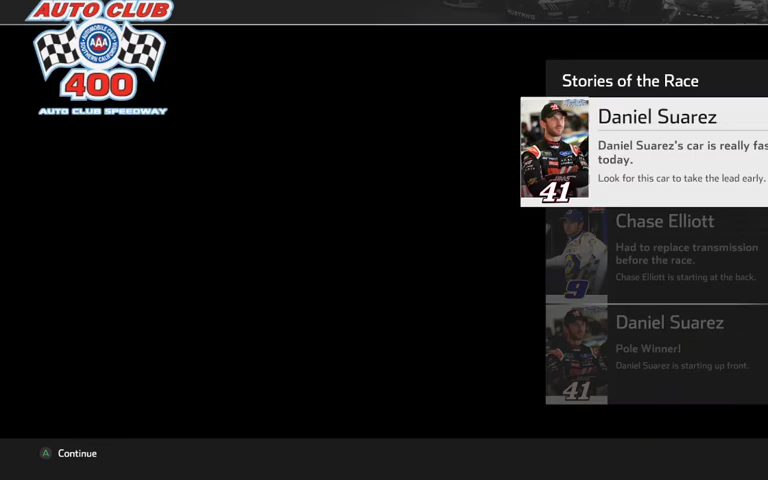 AUTO CLUB
AAA
400
AUTO CLUB SPEEDWAY
Stories of the Race
Daniel Suarez
Daniel Suarez's car is really fas
today.
Look for this car to take the lead early.
41
Chase Elliott
Had to replace transmission
before the race.
Chase Elliott is starting at the back.
9
Daniel Suarez
Pole Winner!
Daniel Suarez is starting up front.
41
A Continue